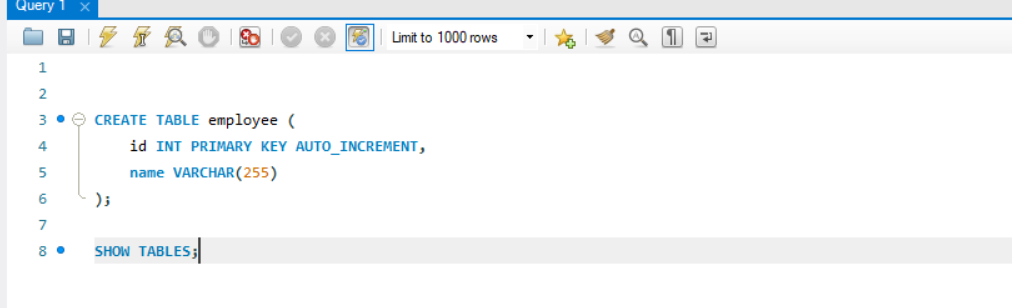 Query 1
Limit to 1000 rows
1
2
3 CREATE TABLE employee (
4 id INT PRIMARY KEY AUTO_INCREMENT,
5 name VARCHAR(255)
6 );
7
8 SHOW TABLES;